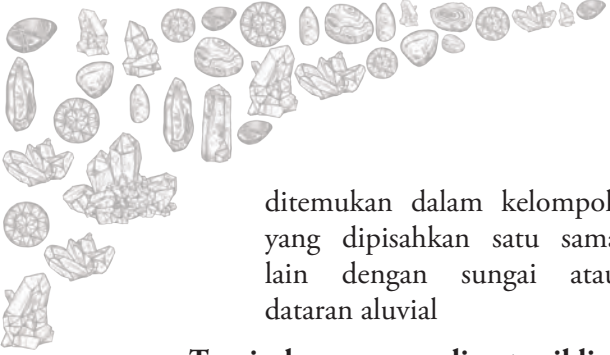 ditemukan dalam kelompok
yang dipisahkan satu sama
lain dengan sungai atau
dataran aluvial